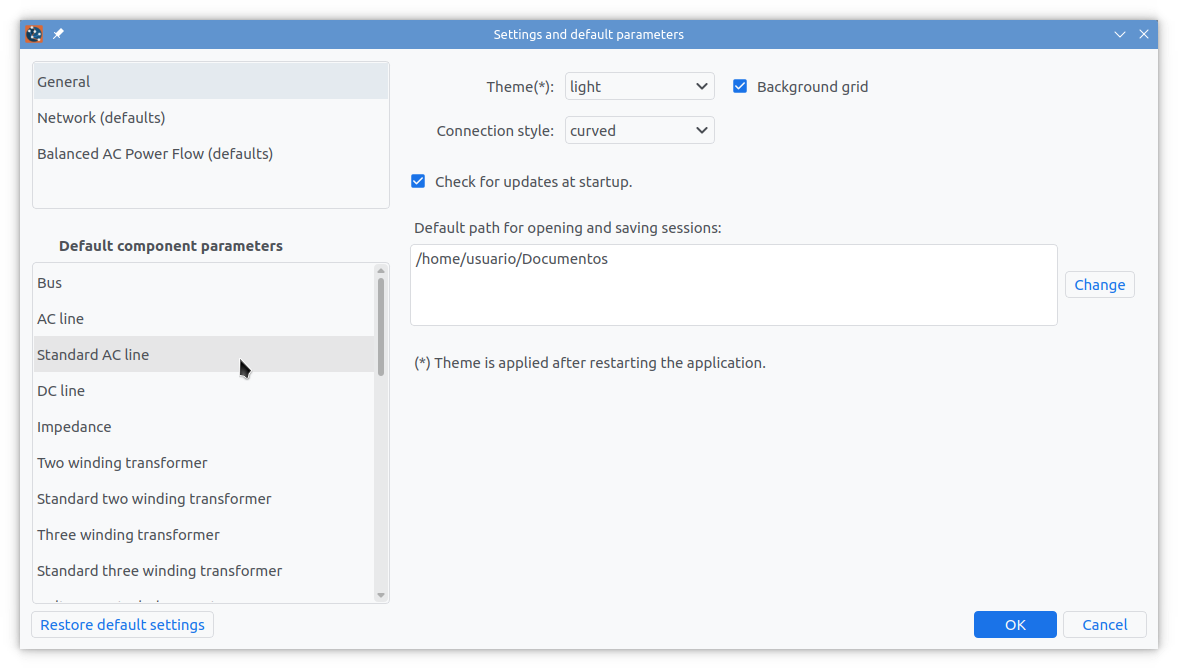 Settings and default parameters
General
Network (defaults)
Balanced AC Power Flow (defaults)
Default component parameters
Bus
AC line
Standard AC line
DC line
Impedance
Two winding transformer
Standard two winding transformer
Three winding transformer
Standard three winding transformer
Restore default settings
Theme(*): light Background grid
Connection style: curved
Check for updates at startup.
Default path for opening and saving sessions:
/home/usuario/Documentos
Change
(*) Theme is applied after restarting the application.
OK Cancel